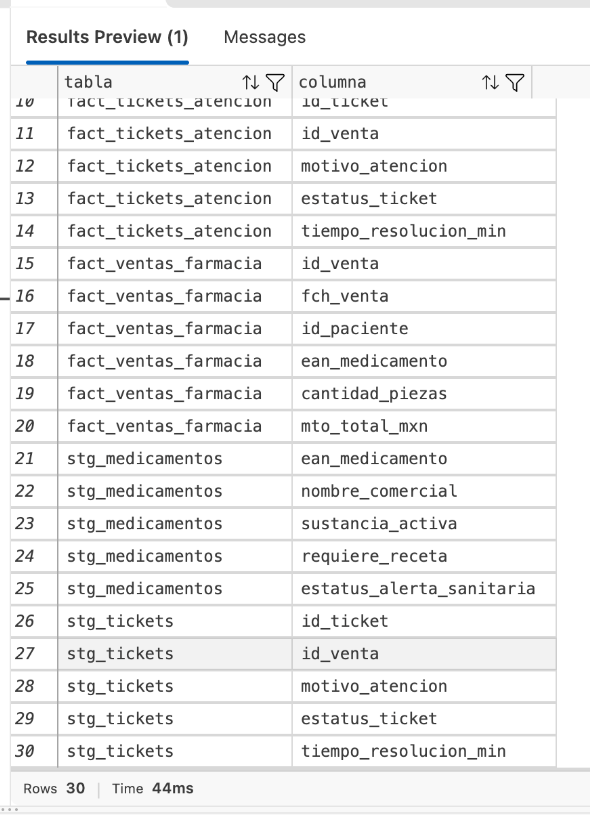 Results Preview (1) Messages
tabla columna
10 fact_tickets_atencion id_ticket
11 fact_tickets_atencion id_venta
12 fact_tickets_atencion motivo_atencion
13 fact_tickets_atencion estatus_ticket
14 fact_tickets_atencion tiempo_resolucion_min
15 fact_ventas_farmacia id_venta
16 fact_ventas_farmacia fch_venta
17 fact_ventas_farmacia id_paciente
18 fact_ventas_farmacia ean_medicamento
19 fact_ventas_farmacia cantidad_piezas
20 fact_ventas_farmacia mto_total_mxn
21 stg_medicamentos ean_medicamento
22 stg_medicamentos nombre_comercial
23 stg_medicamentos sustancia_activa
24 stg_medicamentos requiere_receta
25 stg_medicamentos estatus_alerta_sanitaria
26 stg_tickets id_ticket
27 stg_tickets id_venta
28 stg_tickets motivo_atencion
29 stg_tickets estatus_ticket
30 stg_tickets tiempo_resolucion_min
Rows 30 | Time 44ms